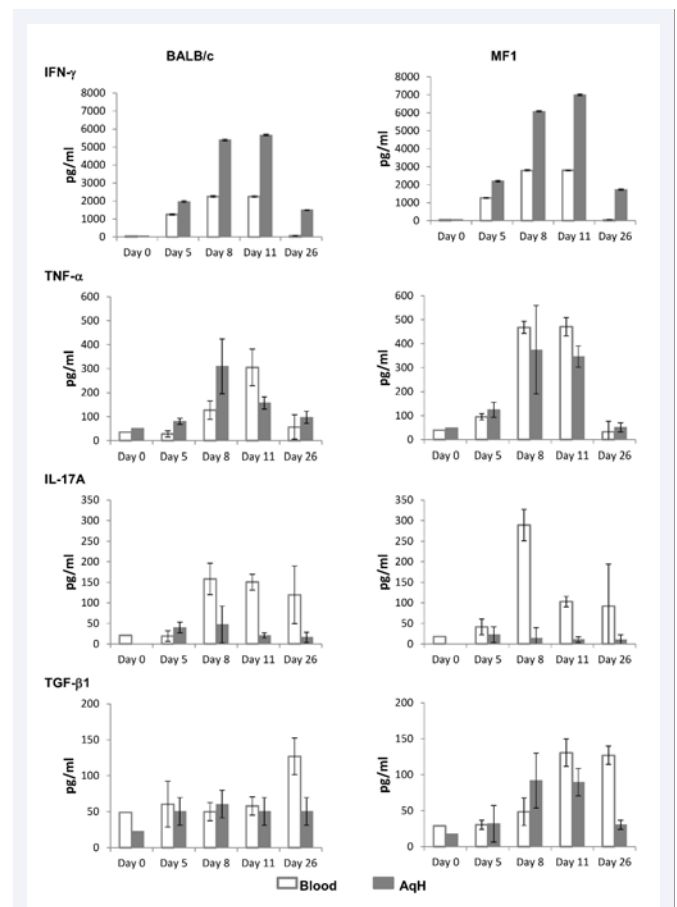 BALB/c MF1
IFN-γ
8000 8000
7000 7000
6000 6000
5000 5000
4000 4000
3000 3000
2000 2000
1000 1000
0 0
pg/ml pg/ml
Day 0 Day 5 Day 8 Day 11 Day 26 Day 0 Day 5 Day 8 Day 11 Day 26
TNF-α
600 600
500 500
400 400
300 300
200 200
100 100
0 0
pg/ml pg/ml
Day 0 Day 5 Day 8 Day 11 Day 26 Day 0 Day 5 Day 8 Day 11 Day 26
IL-17A
350 350
300 300
250 250
200 200
150 150
100 100
50 50
0 0
pg/ml pg/ml
Day 0 Day 5 Day 8 Day 11 Day 26 Day 0 Day 5 Day 8 Day 11 Day 26
TGF-β1
200 200
150 150
100 100
50 50
0 0
pg/ml pg/ml
Day 0 Day 5 Day 8 Day 11 Day 26 Day 0 Day 5 Day 8 Day 11 Day 26
Blood AqH